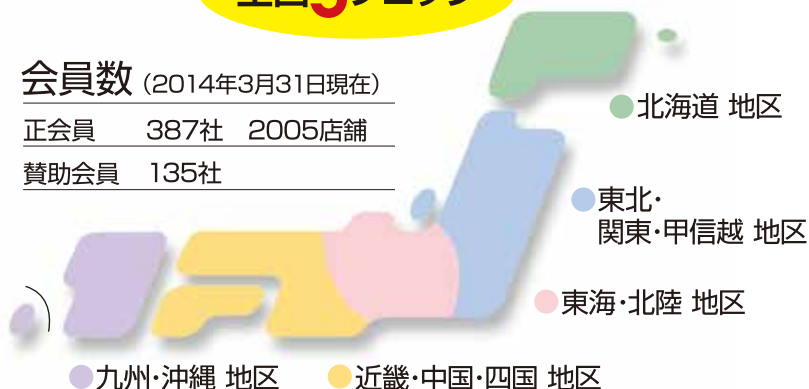 会員数（2014年3月31日現在）
正会員 387社 2005店舗
賛助会員 135社
北海道 地区
東北・
関東・甲信越 地区
東海・北陸 地区
九州・沖縄 地区
近畿・中国・四国 地区